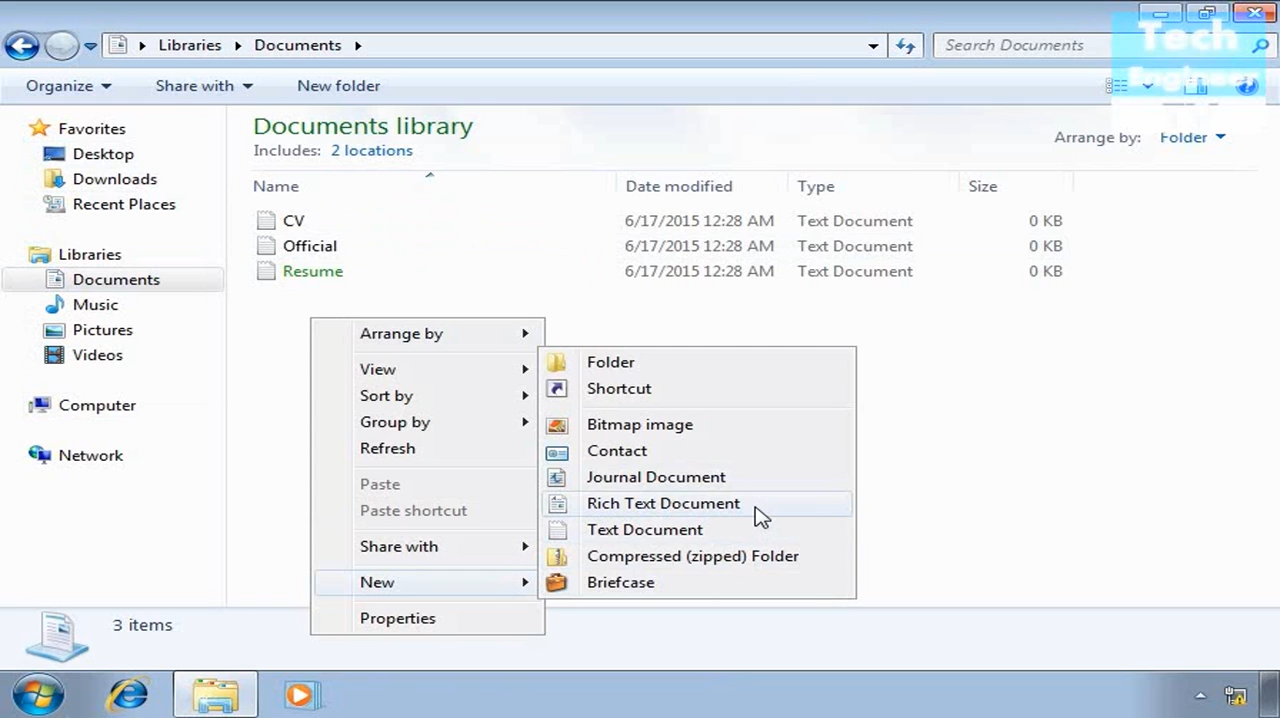 Tech
Engineer
Libraries Documents
Search Documents
Organize Share with New folder
Documents library
Includes: 2 locations
Arrange by: Folder
Name Date modified Type Size
CV 6/17/2015 12:28 AM Text Document 0 KB
Official 6/17/2015 12:28 AM Text Document 0 KB
Resume 6/17/2015 12:28 AM Text Document 0 KB
Favorites
Desktop
Downloads
Recent Places
Libraries
Documents
Music
Pictures
Videos
Computer
Network
Arrange by
View
Sort by
Group by
Refresh
Paste
Paste shortcut
Share with
New
Properties
Folder
Shortcut
Bitmap image
Contact
Journal Document
Rich Text Document
Text Document
Compressed (zipped) Folder
Briefcase
3 items